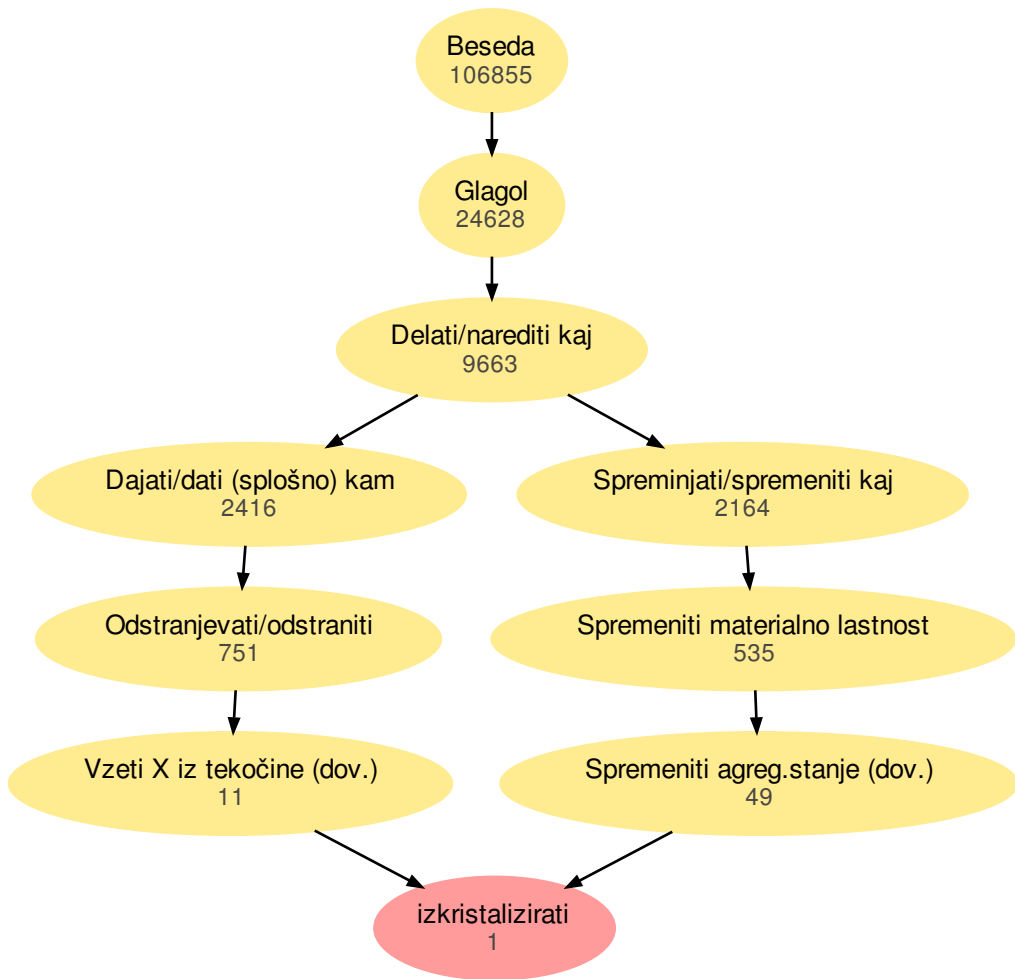 Beseda
106855
Glagol
24628
Delati/narediti kaj
9663
Dajati/dati (splošno) kam
2416
Spreminjati/spremeniti kaj
2164
Odstranjevati/odstraniti
751
Spremeniti materialno lastnost
535
Vzeti X iz tekočine (dov.)
11
Spremeniti agreg.stanje (dov.)
49
izkristalizirati
1